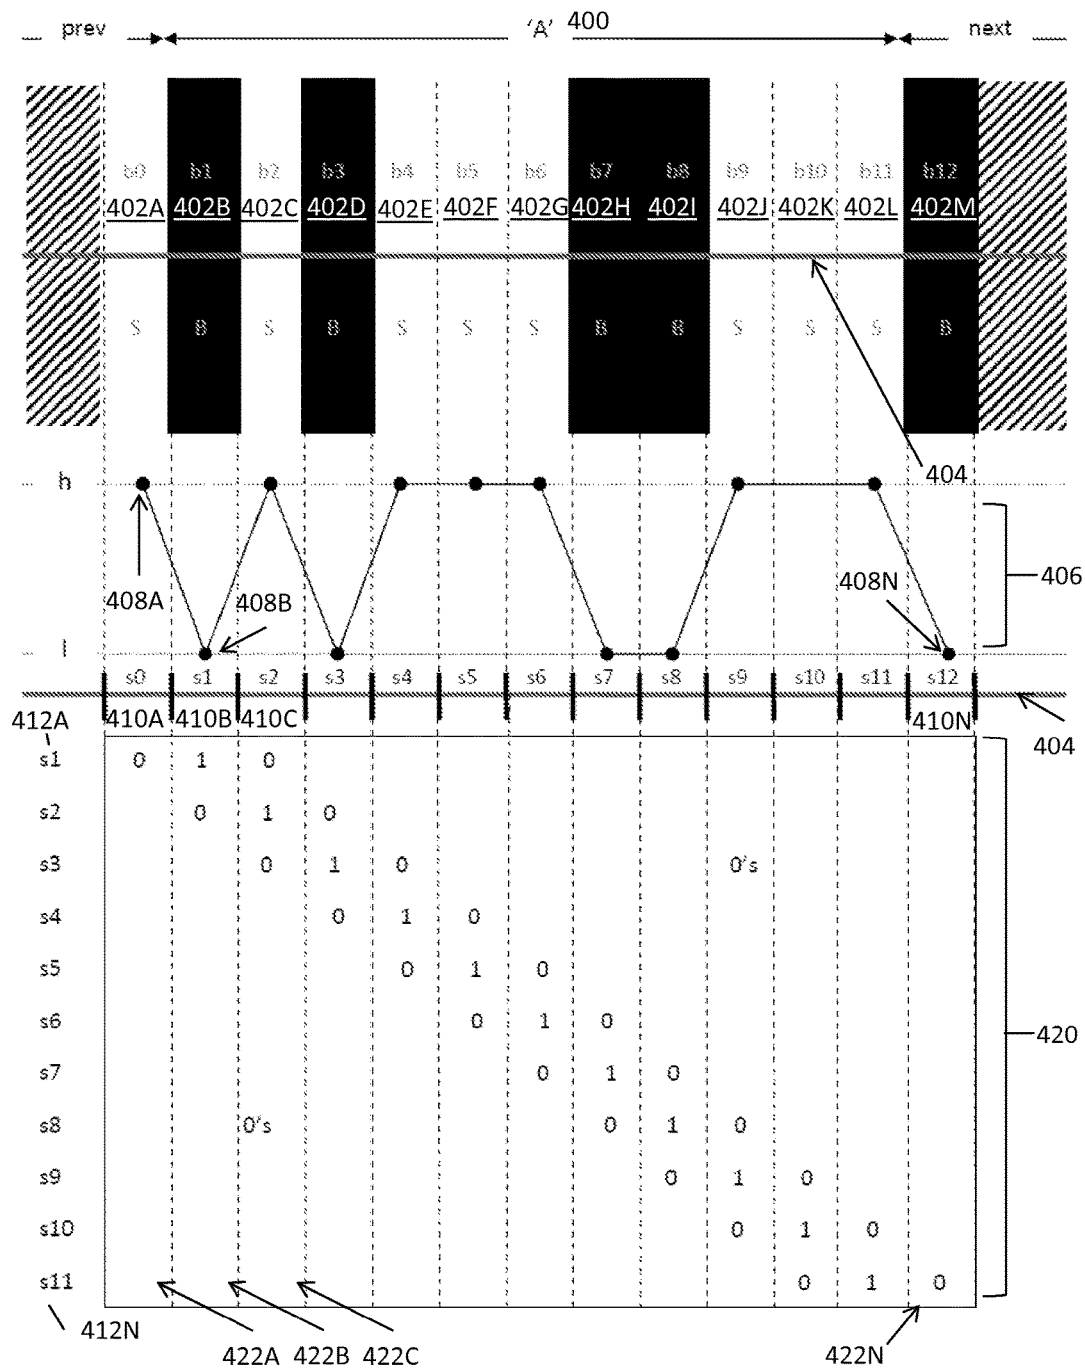 prev 'A' 400 next
b0 b1 b2 b3 b4 b5 b6 b7 b8 b9 b10 b11 b12
402A 402B 402C 402D 402E 402F 402G 402H 402I 402J 402K 402L 402M
S B S B S S S B B S S S B
h
404
406
408A 408B 408N
l
s0 s1 s2 s3 s4 s5 s6 s7 s8 s9 s10 s11 s12
412A 410A 410B 410C 410N
404
s1 0 1 0
s2 0 1 0
s3 0 1 0 0's
s4 0 1 0
s5 0 1 0
s6 0 1 0
420
s7 0 1 0
s8 0's 0 1 0
s9 0 1 0
s10 0 1 0
s11 0 1 0
412N
422A 422B 422C 422N